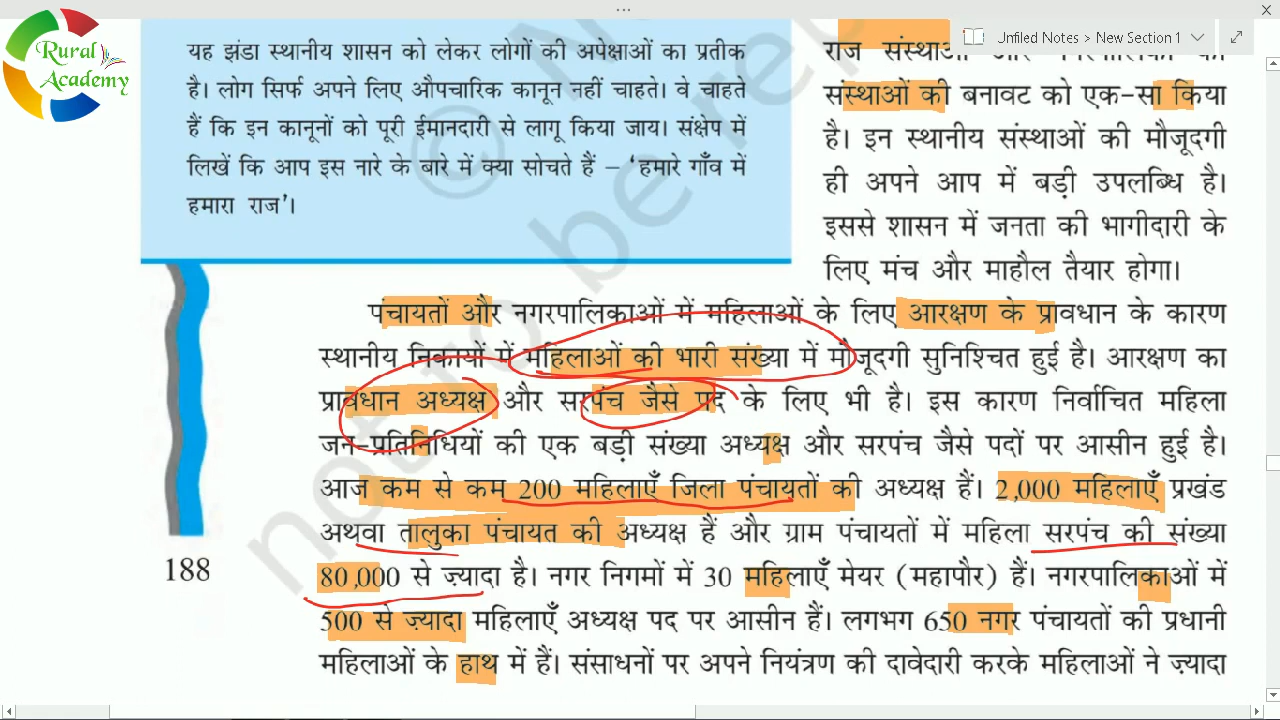 Rural
Academy
Unfiled Notes > New Section 1
यह झंडा स्थानीय शासन को लेकर लोगों की अपेक्षाओं का प्रतीक
है। लोग सिर्फ अपने लिए औपचारिक कानून नहीं चाहते। वे चाहते
हैं कि इन कानूनों को पूरी ईमानदारी से लागू किया जाय। संक्षेप में
लिखें कि आप इस नारे के बारे में क्या सोचते हैं – ‘हमारे गाँव में
हमारा राज’।
राज संस्थाओं और
संस्थाओं की बनावट को एक-सा किया
है। इन स्थानीय संस्थाओं की मौजूदगी
ही अपने आप में बड़ी उपलब्धि है।
इससे शासन में जनता की भागीदारी के
लिए मंच और माहौल तैयार होगा।
पंचायतों और नगरपालिकाओं में महिलाओं के लिए आरक्षण के प्रावधान के कारण
स्थानीय निकायों में महिलाओं की भारी संख्या में मौजूदगी सुनिश्चित हुई है। आरक्षण का
प्रावधान अध्यक्ष और सरपंच जैसे पद के लिए भी है। इस कारण निर्वाचित महिला
जन-प्रतिनिधियों की एक बड़ी संख्या अध्यक्ष और सरपंच जैसे पदों पर आसीन हुई है।
आज कम से कम 200 महिलाएँ जिला पंचायतों की अध्यक्ष हैं। 2,000 महिलाएँ प्रखंड
अथवा तालुका पंचायत की अध्यक्ष हैं और ग्राम पंचायतों में महिला सरपंच की संख्या
80,000 से ज़्यादा है। नगर निगमों में 30 महिलाएँ मेयर (महापौर) हैं। नगरपालिकाओं में
500 से ज़्यादा महिलाएँ अध्यक्ष पद पर आसीन हैं। लगभग 650 नगर पंचायतों की प्रधानी
महिलाओं के हाथ में हैं। संसाधनों पर अपने नियंत्रण की दावेदारी करके महिलाओं ने ज़्यादा
188
not to be re